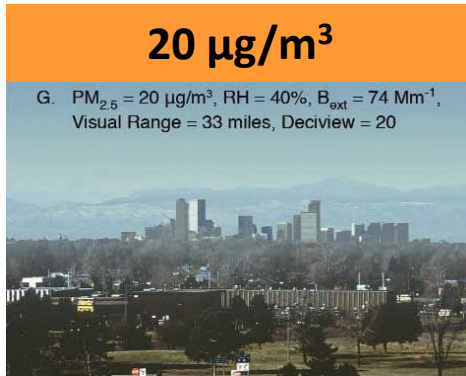 20 µg/m³
G. PM₂.₅ = 20 µg/m³, RH = 40%, Bₑₓₜ = 74 Mm⁻¹,
Visual Range = 33 miles, Deciview = 20